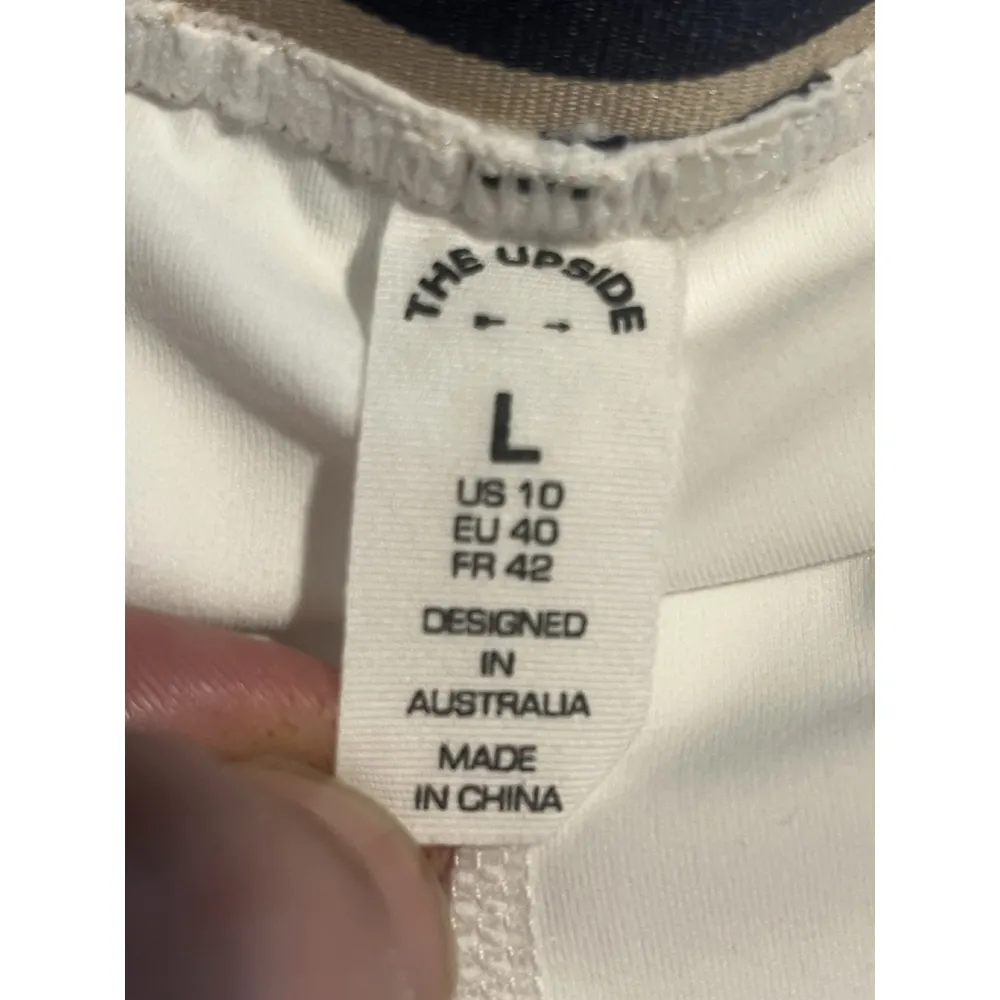 THE UPSIDE
L
US 10
EU 40
FR 42
DESIGNED
IN
AUSTRALIA
MADE
IN CHINA